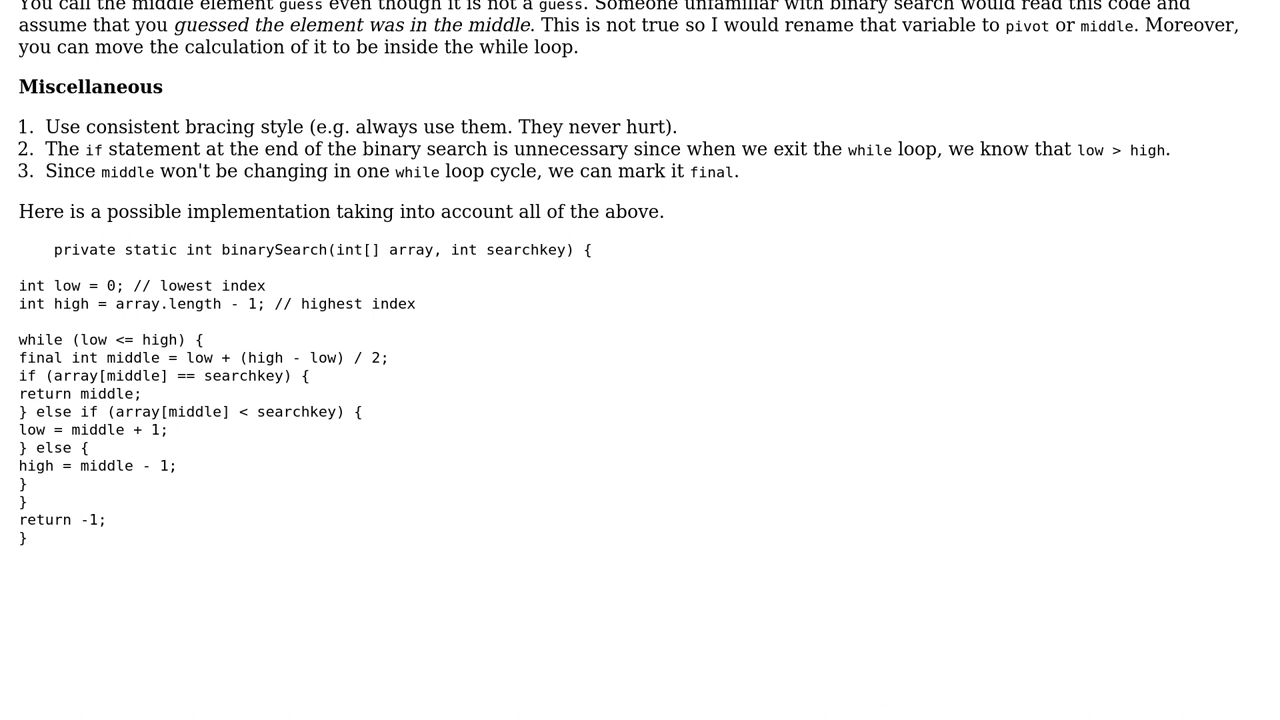 You call the middle element guess even though it is not a guess. Someone unfamiliar with binary search would read this code and
assume that you guessed the element was in the middle. This is not true so I would rename that variable to pivot or middle. Moreover,
you can move the calculation of it to be inside the while loop.
Miscellaneous
1. Use consistent bracing style (e.g. always use them. They never hurt).
2. The if statement at the end of the binary search is unnecessary since when we exit the while loop, we know that low > high.
3. Since middle won't be changing in one while loop cycle, we can mark it final.
Here is a possible implementation taking into account all of the above.
private static int binarySearch(int[] array, int searchkey) {
int low = 0; // lowest index
int high = array.length - 1; // highest index
while (low <= high) {
final int middle = low + (high - low) / 2;
if (array[middle] == searchkey) {
return middle;
} else if (array[middle] < searchkey) {
low = middle + 1;
} else {
high = middle - 1;
}
}
return -1;
}